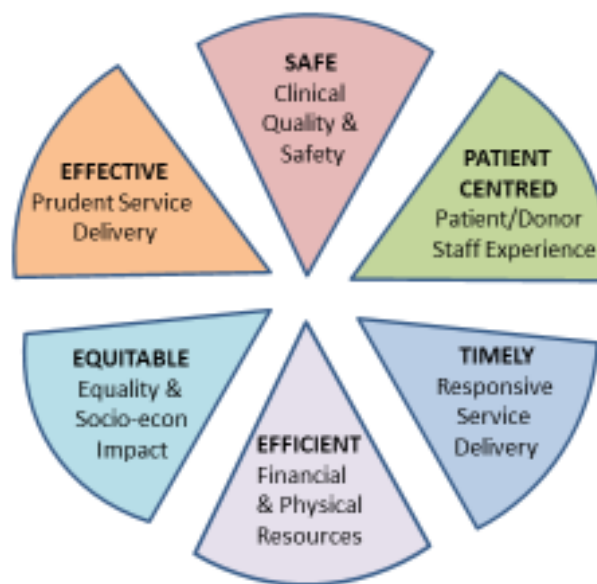 SAFE
Clinical
Quality &
Safety
PATIENT
CENTRED
Patient/Donor
Staff Experience
TIMELY
Responsive
Service
Delivery
EFFICIENT
Financial
& Physical
Resources
EQUITABLE
Equality &
Socio-econ
Impact
EFFECTIVE
Prudent Service
Delivery